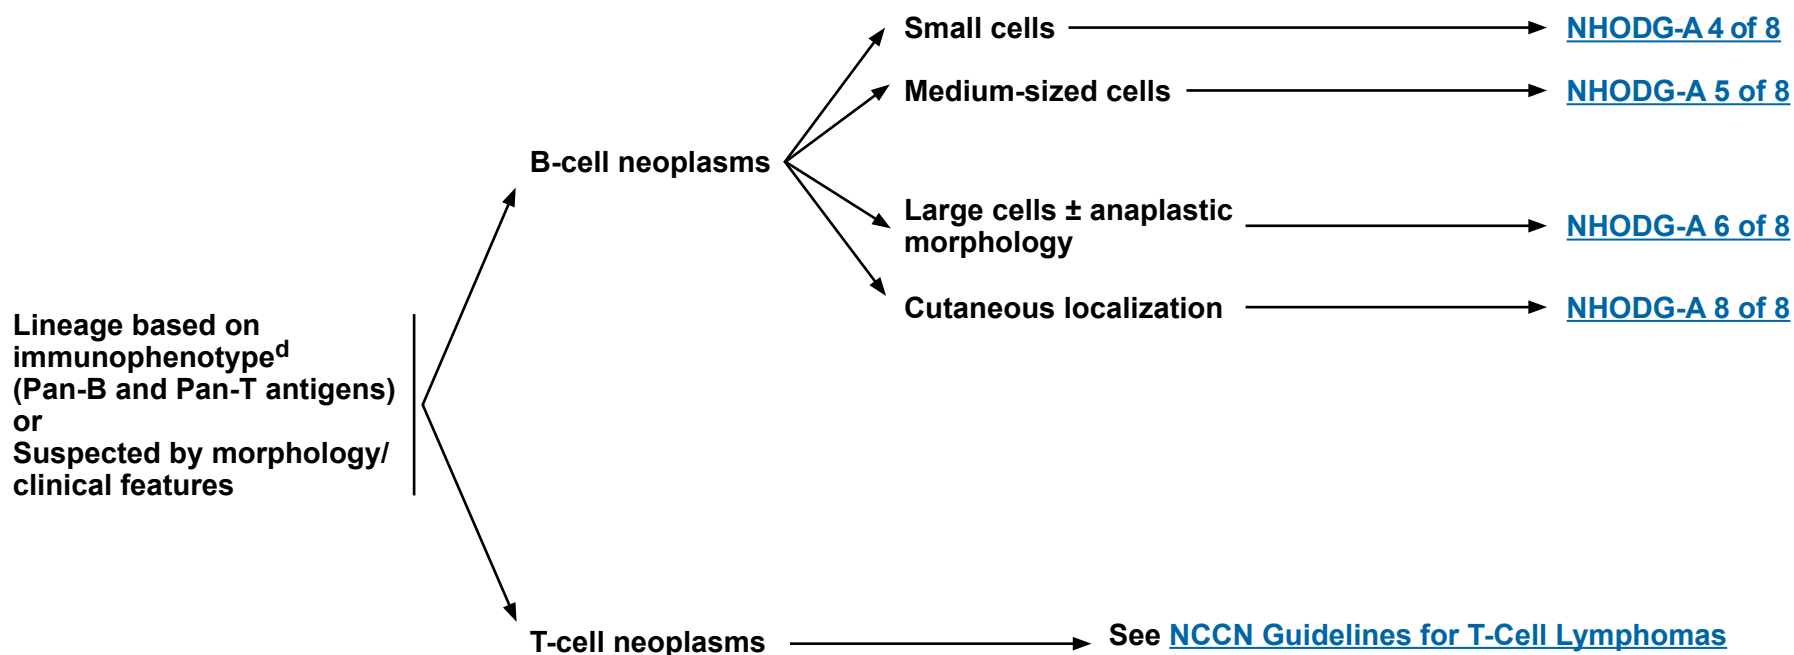 Small cells
NHODG-A 4 of 8
Medium-sized cells
NHODG-A 5 of 8
B-cell neoplasms
Large cells ± anaplastic
morphology
NHODG-A 6 of 8
Cutaneous localization
NHODG-A 8 of 8
Lineage based on
immunophenotypeᵈ
(Pan-B and Pan-T antigens)
or
Suspected by morphology/
clinical features
T-cell neoplasms
See NCCN Guidelines for T-Cell Lymphomas